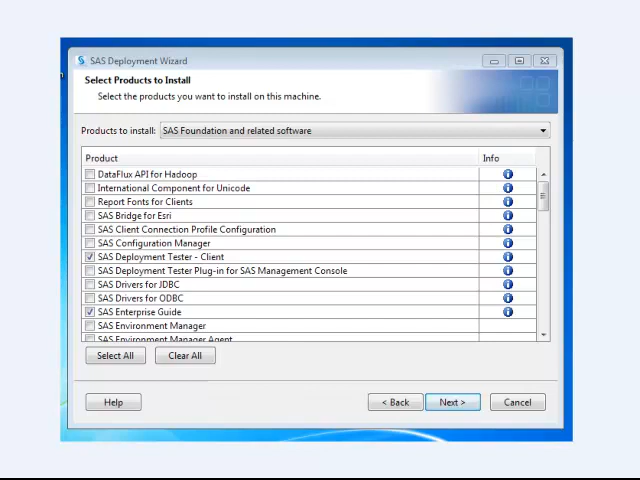 SAS Deployment Wizard
Select Products to Install
Select the products you want to install on this machine.
Products to install: SAS Foundation and related software
Product Info
DataFlux API for Hadoop
International Component for Unicode
Report Fonts for Clients
SAS Bridge for Esri
SAS Client Connection Profile Configuration
SAS Configuration Manager
SAS Deployment Tester - Client
SAS Deployment Tester Plug-in for SAS Management Console
SAS Drivers for JDBC
SAS Drivers for ODBC
SAS Enterprise Guide
SAS Environment Manager
SAS Environment Manager Agent
Select All Clear All
Help < Back Next > Cancel